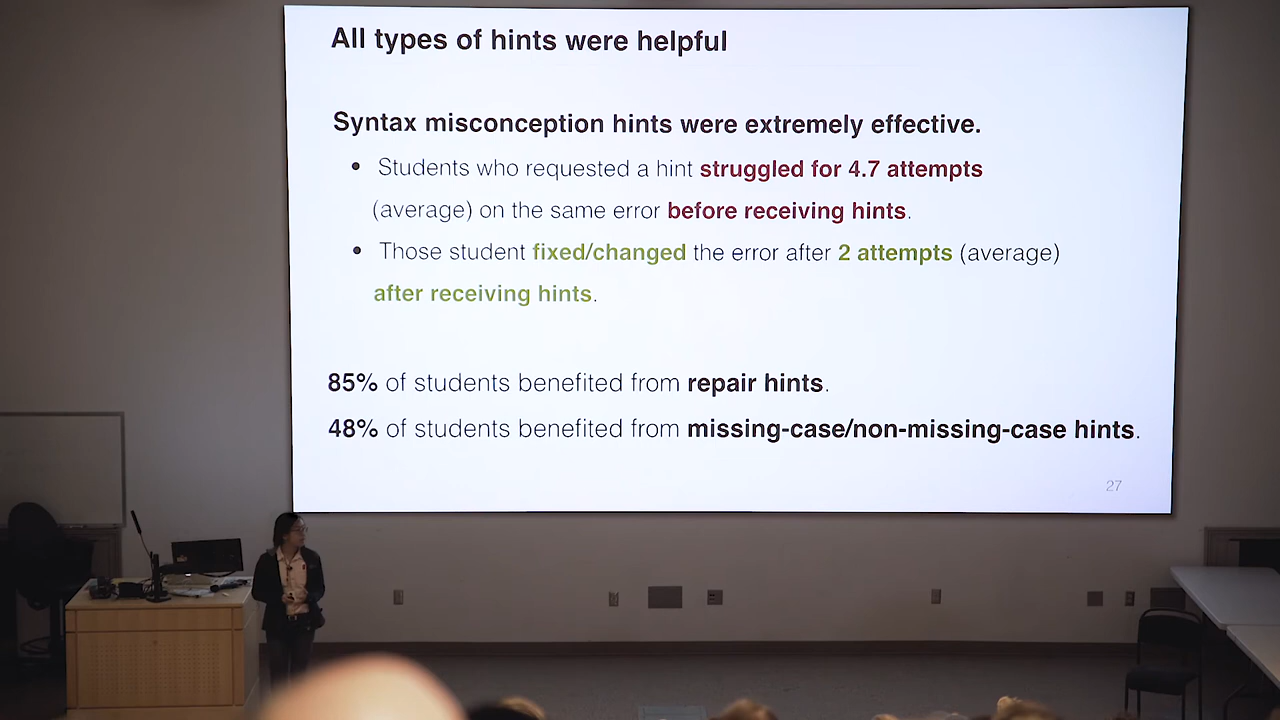 All types of hints were helpful
Syntax misconception hints were extremely effective.
• Students who requested a hint struggled for 4.7 attempts
(average) on the same error before receiving hints.
• Those student fixed/changed the error after 2 attempts (average)
after receiving hints.
85% of students benefited from repair hints.
48% of students benefited from missing-case/non-missing-case hints.
27